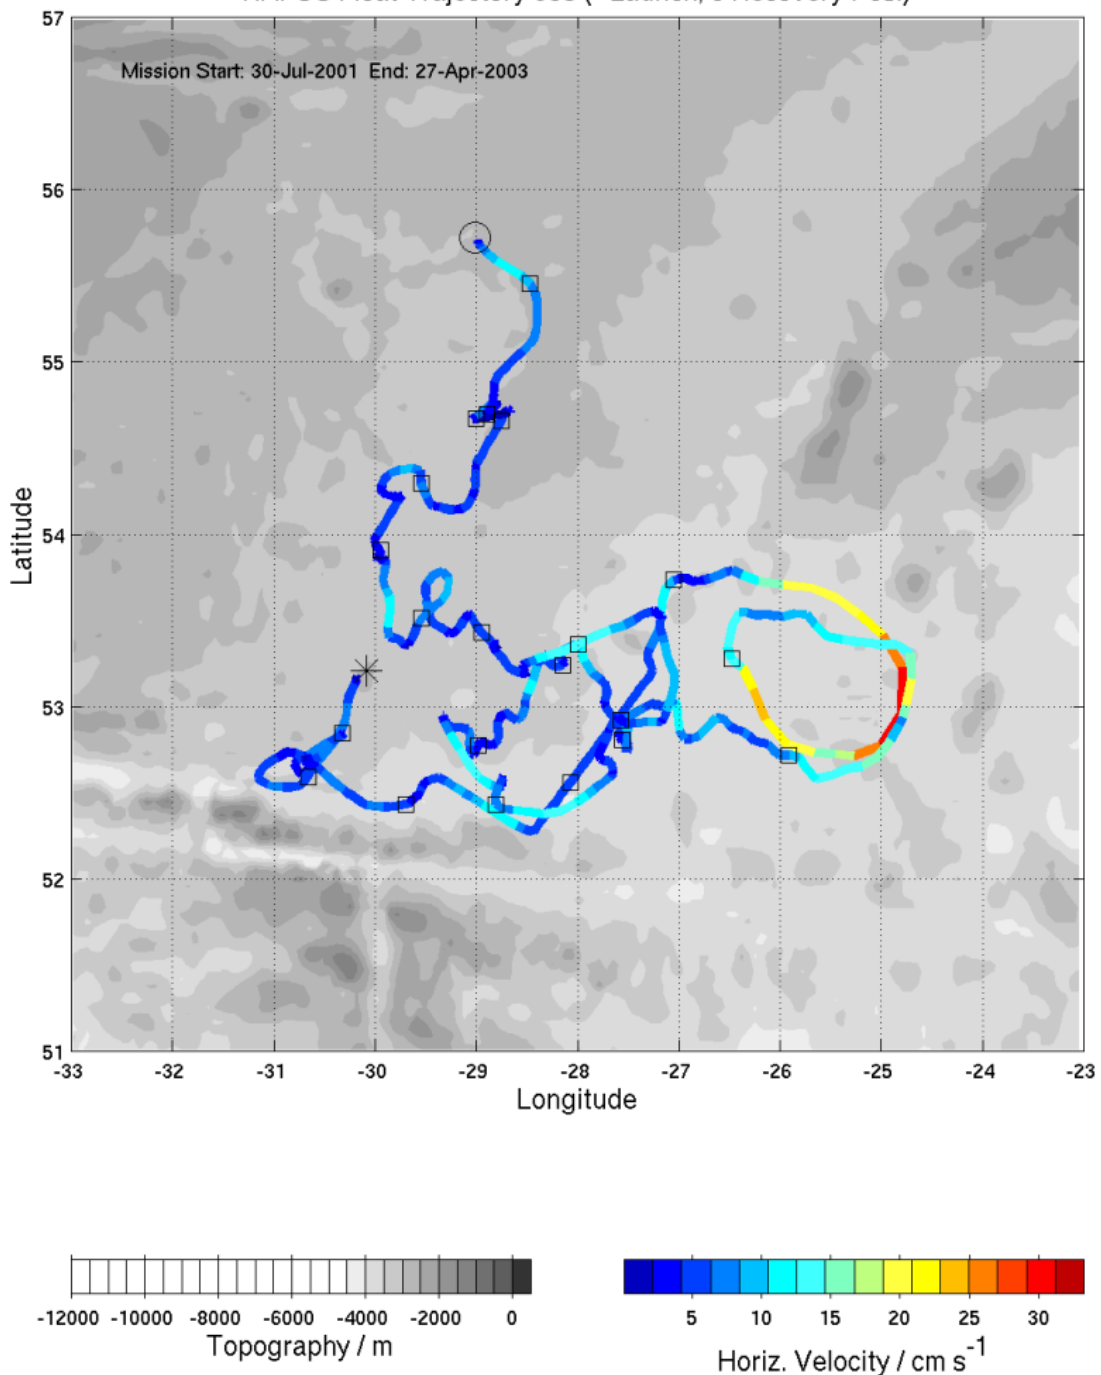 Mission Start: 30-Jul-2001 End: 27-Apr-2003
57
56
55
54
53
52
51
Latitude
-33 -32 -31 -30 -29 -28 -27 -26 -25 -24 -23
Longitude
-12000 -10000 -8000 -6000 -4000 -2000 0
Topography / m
5 10 15 20 25 30
Horiz. Velocity / cm s-1